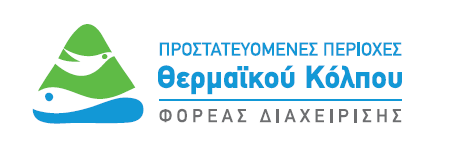 ΠΡΟΣΤΑΤΕΥΟΜΕΝΕΣ ΠΕΡΙΟΧΕΣ
Θερμαϊκού Κόλπου
ΦΟΡΕΑΣ ΔΙΑΧΕΙΡΙΣΗΣ